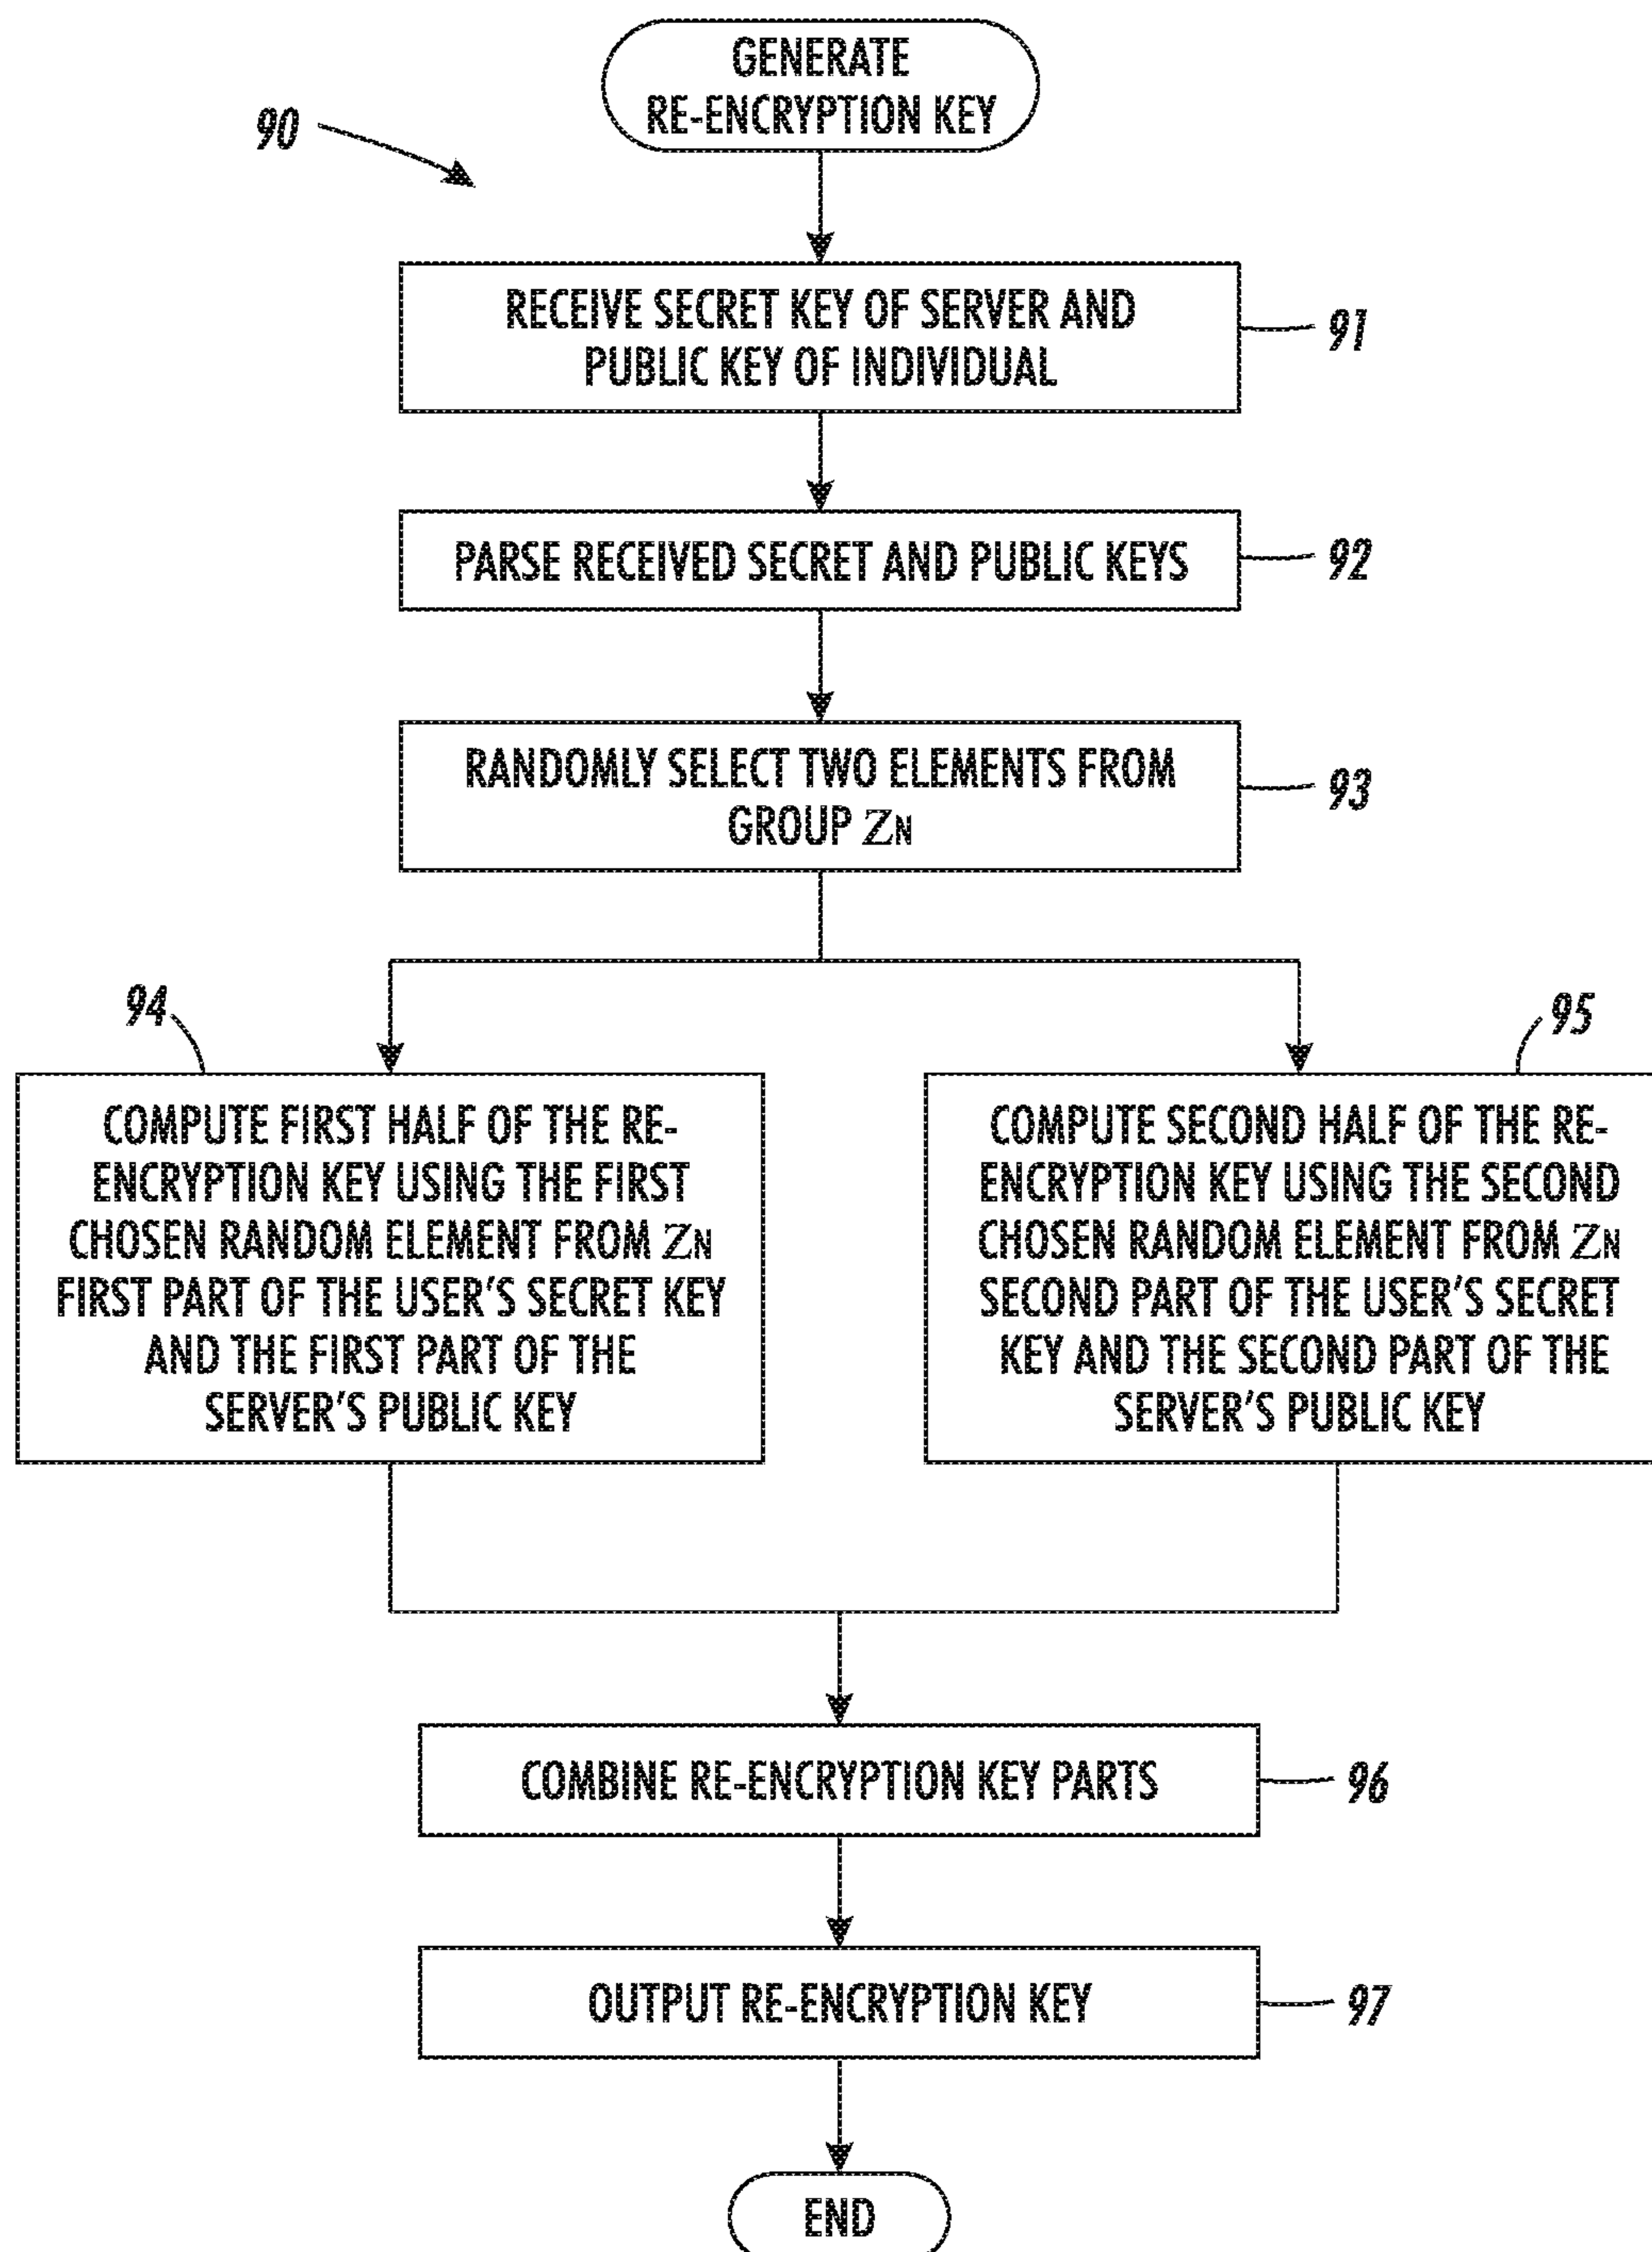 GENERATE
RE-ENCRYPTION KEY
90
RECEIVE SECRET KEY OF SERVER AND
PUBLIC KEY OF INDIVIDUAL
91
PARSE RECEIVED SECRET AND PUBLIC KEYS
92
RANDOMLY SELECT TWO ELEMENTS FROM
GROUP ℤN
93
94
COMPUTE FIRST HALF OF THE RE-
ENCRYPTION KEY USING THE FIRST
CHOSEN RANDOM ELEMENT FROM ℤN
FIRST PART OF THE USER'S SECRET KEY
AND THE FIRST PART OF THE
SERVER'S PUBLIC KEY
95
COMPUTE SECOND HALF OF THE RE-
ENCRYPTION KEY USING THE SECOND
CHOSEN RANDOM ELEMENT FROM ℤN
SECOND PART OF THE USER'S SECRET
KEY AND THE SECOND PART OF THE
SERVER'S PUBLIC KEY
COMBINE RE-ENCRYPTION KEY PARTS
96
OUTPUT RE-ENCRYPTION KEY
97
END